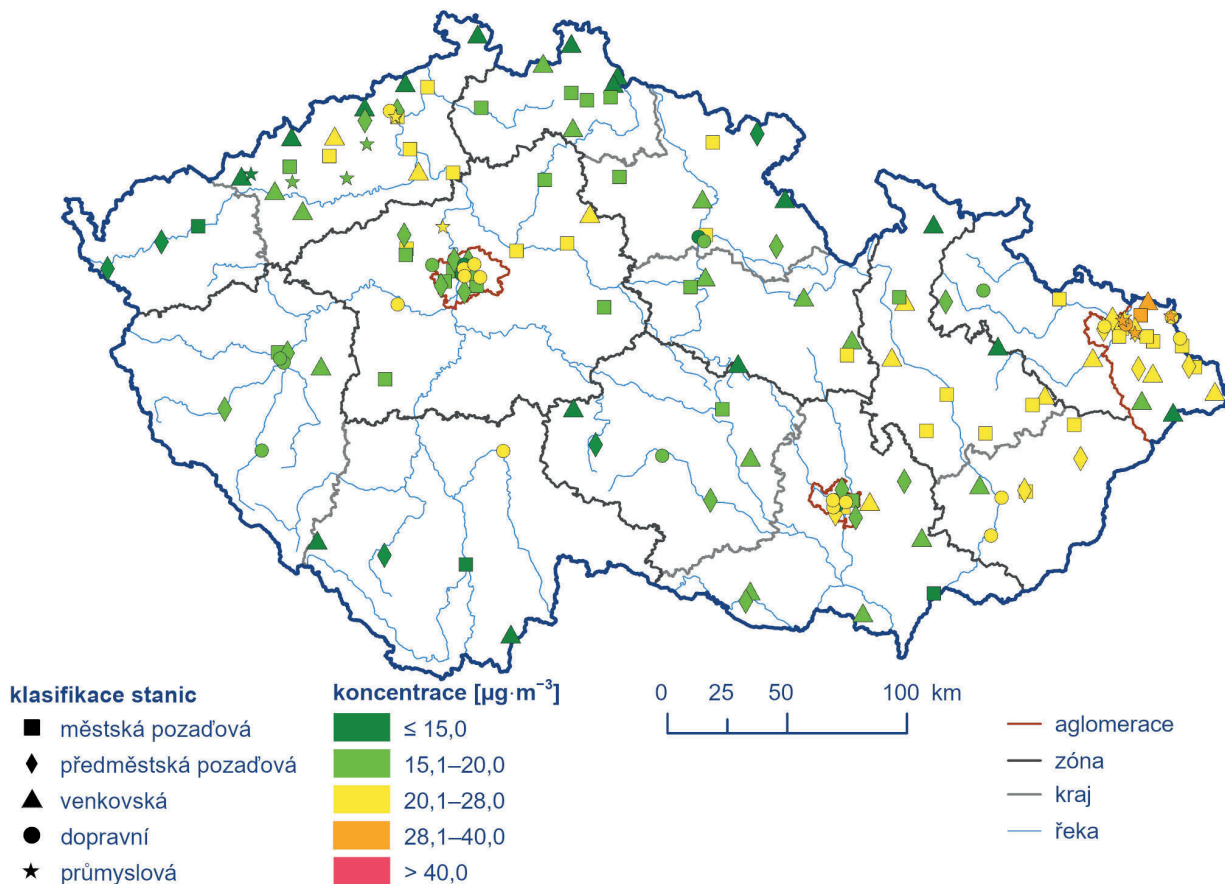 klasifikace stanic
městská pozaďová
předměstská pozaďová
venkovská
dopravní
průmyslová
koncentrace [µg·m⁻³]
≤ 15,0
15,1–20,0
20,1–28,0
28,1–40,0
> 40,0
0 25 50 100 km
aglomerace
zóna
kraj
řeka